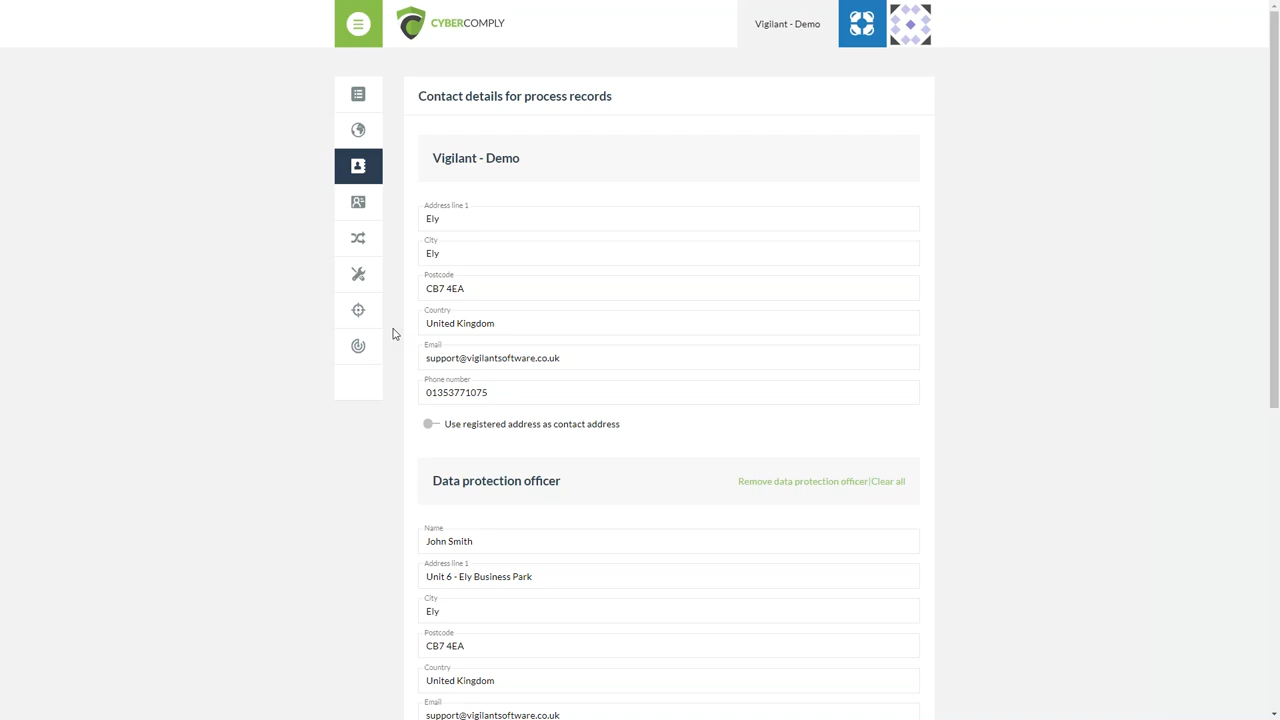 CYBERCOMPLY
Vigilant - Demo
Contact details for process records
Vigilant - Demo
Address line 1
Ely
City
Ely
Postcode
CB7 4EA
Country
United Kingdom
Email
support@vigilantsoftware.co.uk
Phone number
01353771075
Use registered address as contact address
Data protection officer
Remove data protection officer|Clear all
Name
John Smith
Address line 1
Unit 6 - Ely Business Park
City
Ely
Postcode
CB7 4EA
Country
United Kingdom
Email
support@vigilantsoftware.co.uk